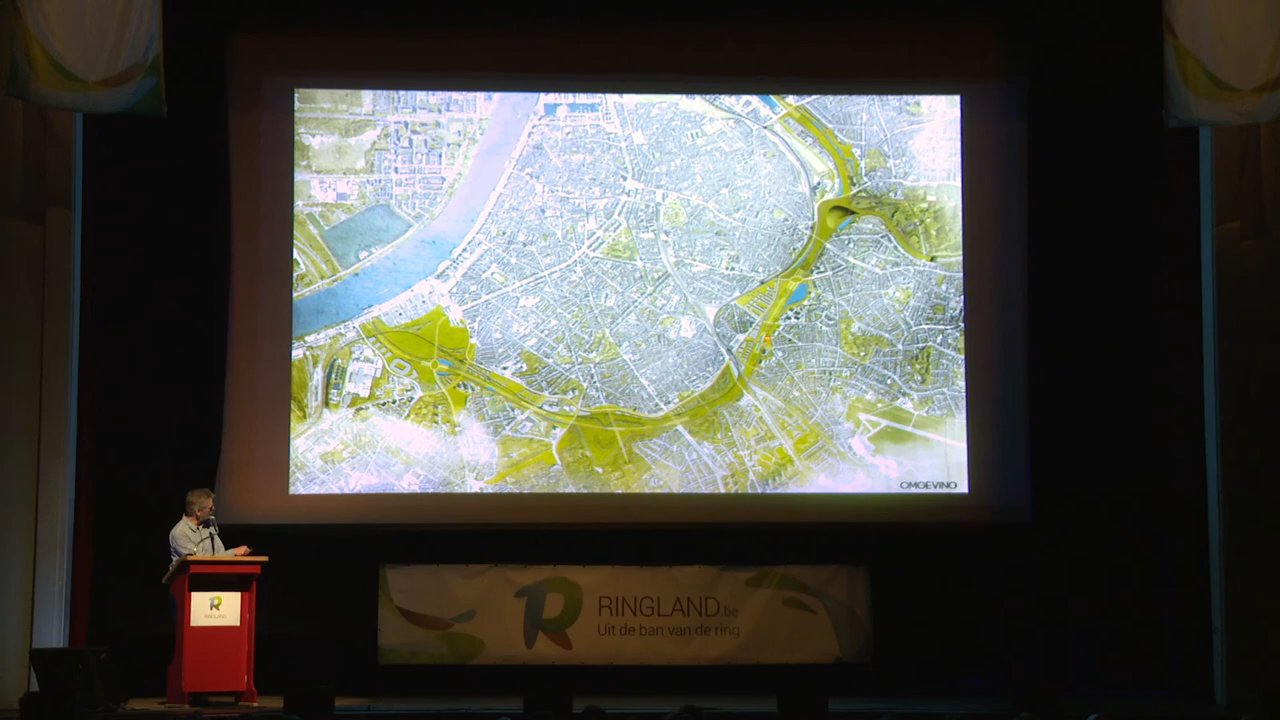 OMGEVING
RINGLAND.be
Uit de ban van de ring
R
RINGLAND